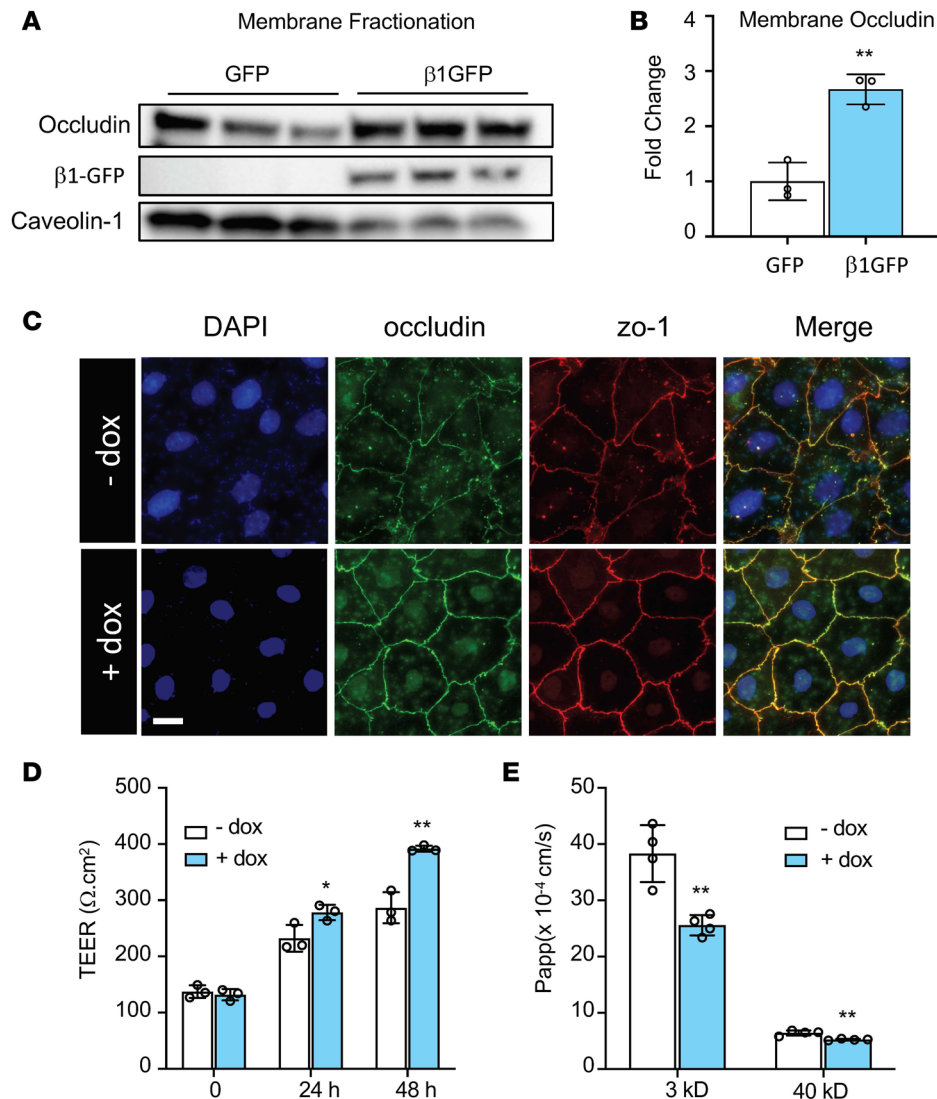 A
Membrane Fractionation
GFP
β1GFP
Occludin
β1-GFP
Caveolin-1
B
Membrane Occludin
**
Fold Change
4
3
2
1
0
GFP
β1GFP
C
DAPI
occludin
zo-1
Merge
- dox
+ dox
D
TEER (Ω.cm²)
500
400
300
200
100
0
- dox
+ dox
*
**
0
24 h
48 h
E
Papp(x 10⁻⁴ cm/s)
50
40
30
20
10
0
- dox
+ dox
**
**
3 kD
40 kD